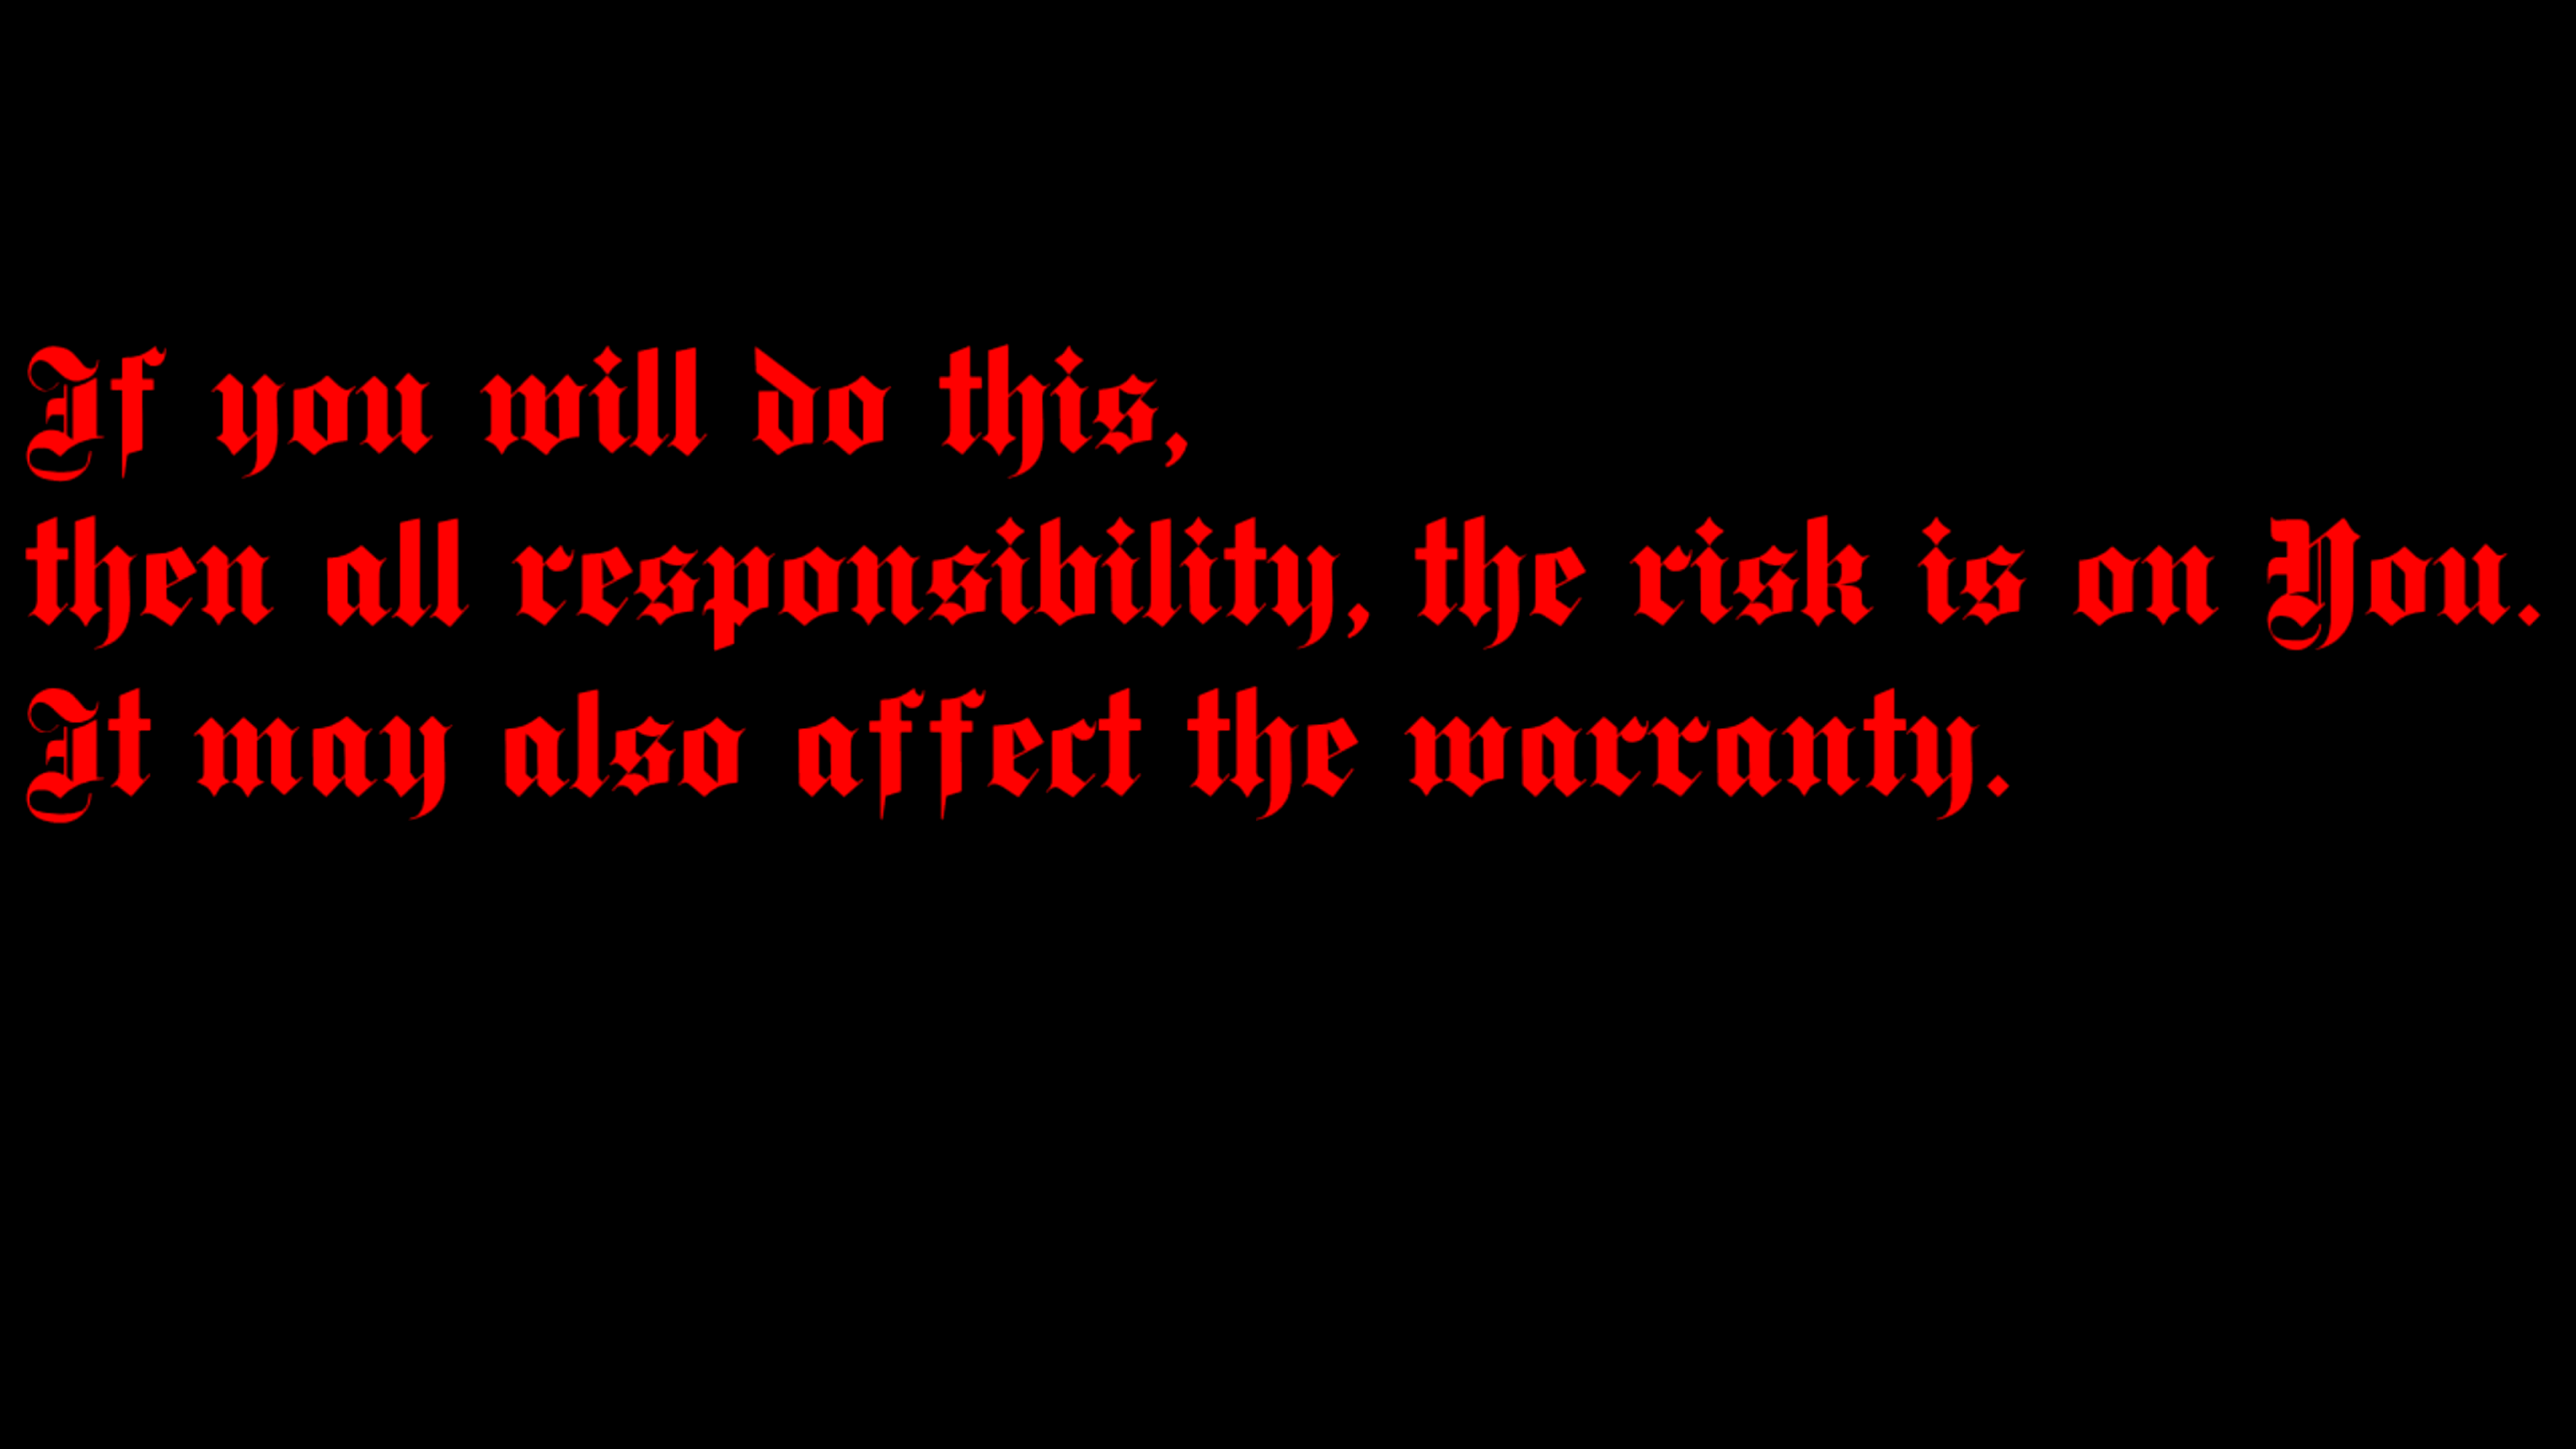 If you will do this,
then all responsibility, the risk is on You.
It may also affect the warranty.